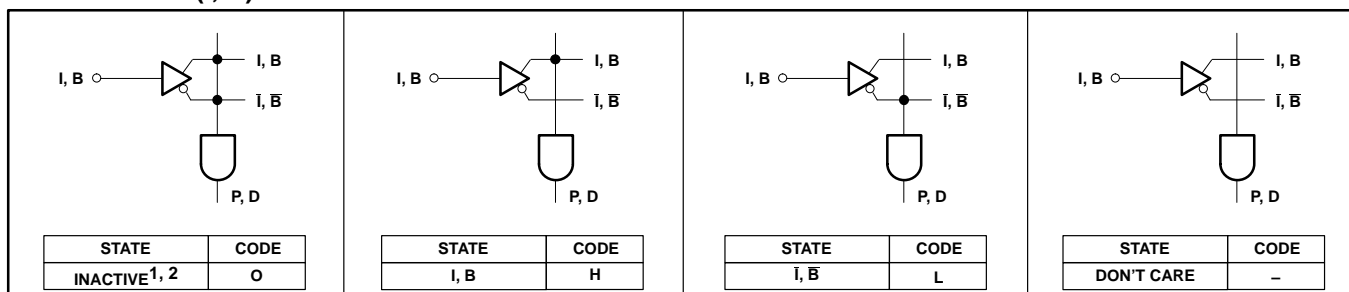 I, B
I, B
I̅, B̅
P, D
STATE CODE
INACTIVE1, 2 O
I, B
I, B
I̅, B̅
P, D
STATE CODE
I, B H
I, B
I, B
I̅, B̅
P, D
STATE CODE
I̅, B̅ L
I, B
I, B
I̅, B̅
P, D
STATE CODE
DON'T CARE –